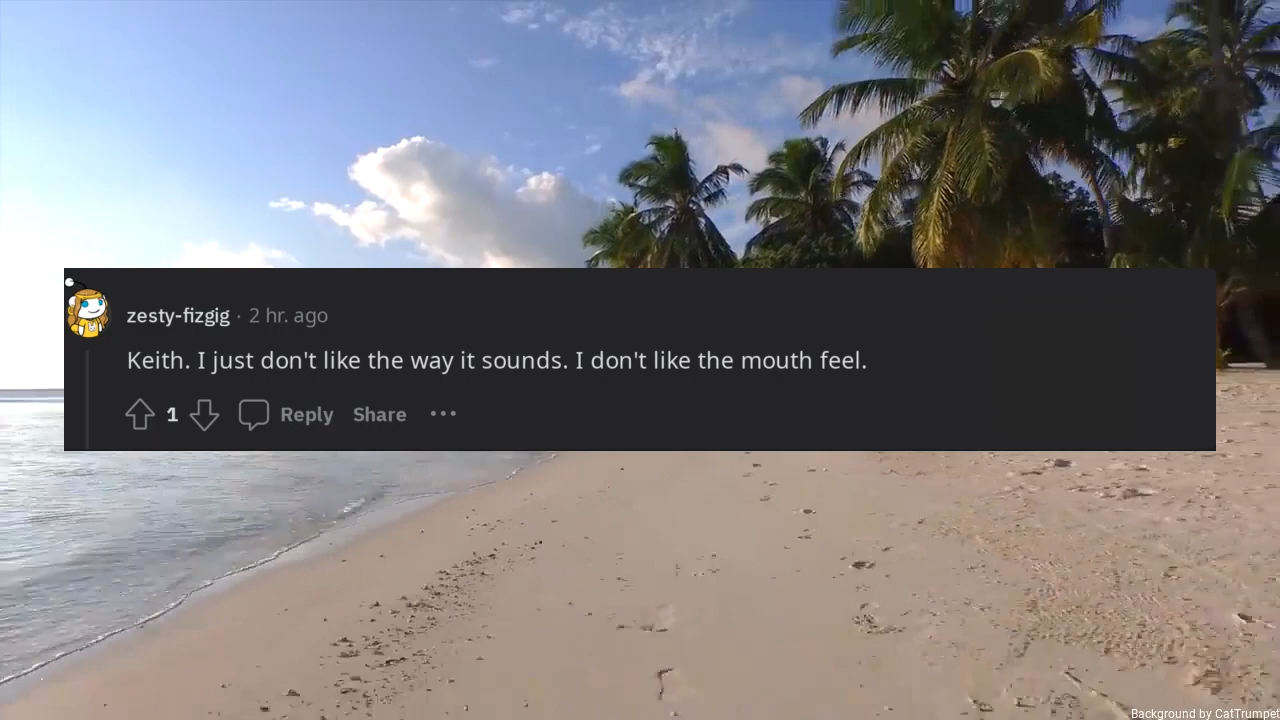 zesty-fizgig · 2 hr. ago
Keith. I just don't like the way it sounds. I don't like the mouth feel.
1 Reply Share •••
Background by CatTrumpet